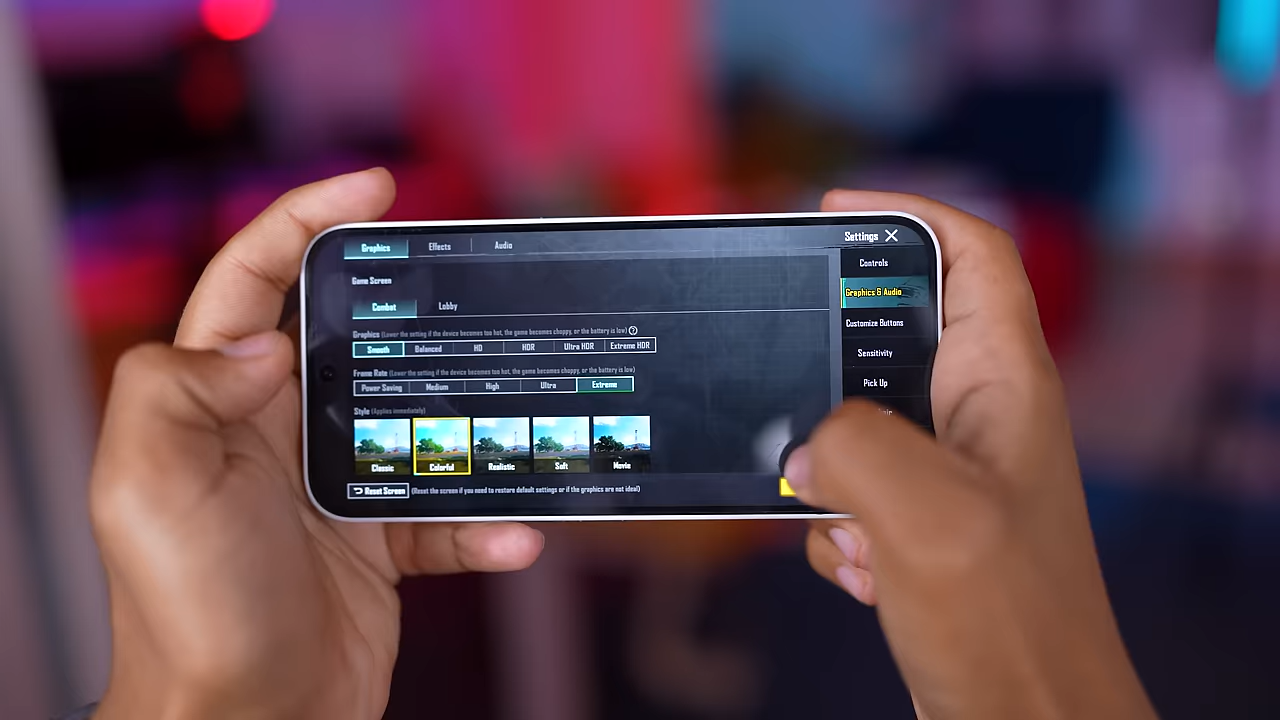 Graphics Effects Audio
Settings
Game Screen
Controls
Combat Lobby
Graphics & Audio
Graphics (Lower the setting if the device becomes too hot, the game becomes choppy, or the battery is low)
Smooth Balanced HD HDR Ultra HDR Extreme HDR
Customize Buttons
Frame Rate (Lower the setting if the device becomes too hot, the game becomes choppy, or the battery is low)
Sensitivity
Power Saving Medium High Ultra Extreme
Pick Up
Style (Applies immediately)
Classic Colorful Realistic Soft Movie
Reset Screen (Reset the screen if you need to restore default settings or if the graphics are not ideal)